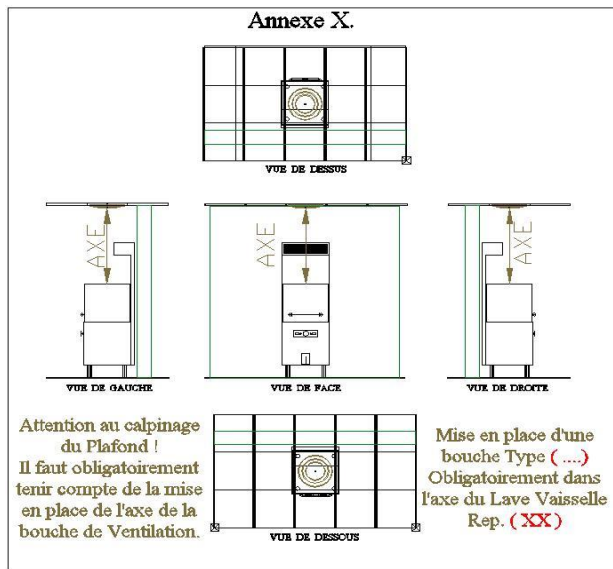 Annexe X.
VUE DE DESSUS
AXE
AXE
AXE
VUE DE GAUCHE
VUE DE FACE
VUE DE DROITE
Attention au calpinage
du Plafond !
Il faut obligatoirement
tenir compte de la mise
en place de l'axe de la
bouche de Ventilation.
VUE DE DESSOUS
Mise en place d'une
bouche Type (....)
Obligatoirement dans
l'axe du Lave Vaisselle
Rep. (XX)